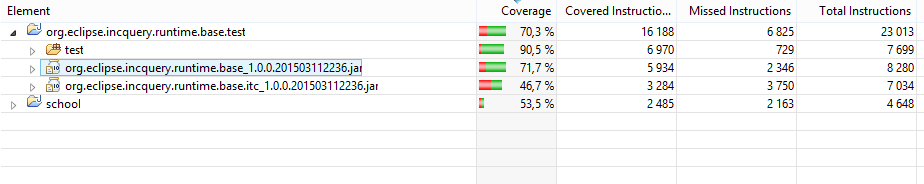 Element Coverage Covered Instructio... Missed Instructions Total Instructions
org.eclipse.incquery.runtime.base.test 70,3 % 16 188 6 825 23 013
test 90,5 % 6 970 729 7 699
org.eclipse.incquery.runtime.base_1.0.0.201503112236.jar 71,7 % 5 934 2 346 8 280
org.eclipse.incquery.runtime.base.itc_1.0.0.201503112236.jar 46,7 % 3 284 3 750 7 034
school 53,5 % 2 485 2 163 4 648